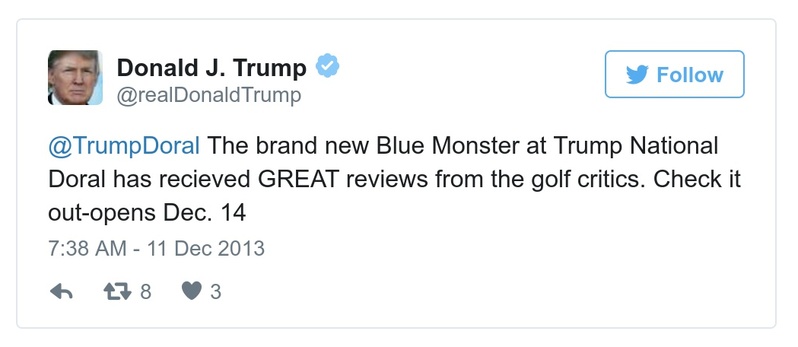 Donald J. Trump
@realDonaldTrump
Follow
@TrumpDoral The brand new Blue Monster at Trump National
Doral has recieved GREAT reviews from the golf critics. Check it
out-opens Dec. 14
7:38 AM - 11 Dec 2013
8
3